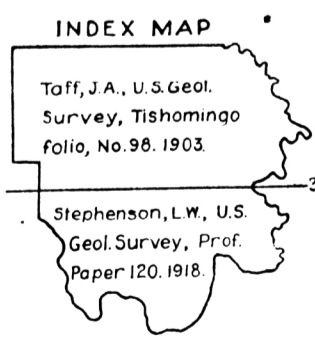 INDEX MAP
Taff, J.A., U.S. Geol.
Survey, Tishomingo
folio, No. 98. 1903.
Stephenson, L.W., U.S.
Geol. Survey, Prof.
Paper 120. 1918.